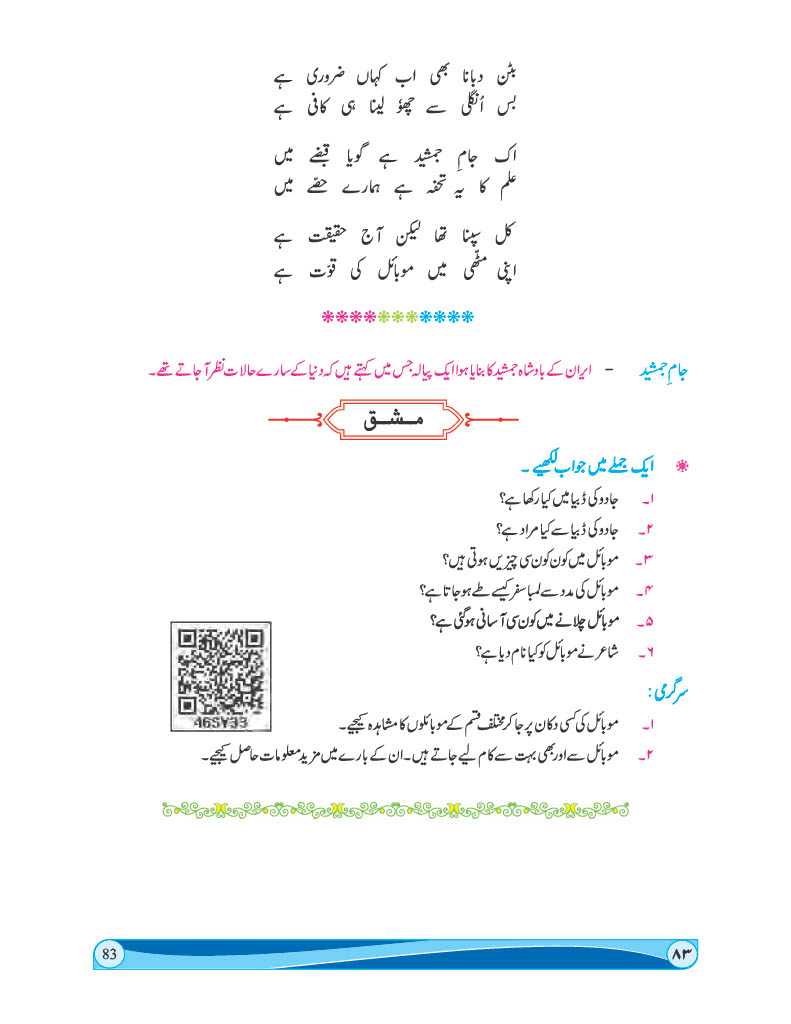 بٹن دبانا بھی اب کہاں ضروری ہے
بس اُنگلی سے چھوٗ لینا ہی کافی ہے
اک جامِ جمشید ہے گویا قبضے میں
علم کا یہ تحفہ ہے ہمارے حصّے میں
کل سپنا تھا لیکن آج حقیقت ہے
اپنی مٹّھی میں موبائل کی قوّت ہے
جامِ جمشید – ایران کے بادشاہ جمشید کا بنایا ہوا ایک پیالہ جس میں کہتے ہیں کہ دنیا کے سارے حالات نظر آجاتے تھے۔
مشق
ایک جملے میں جواب لکھیے ۔
۱۔ جادو کی ڈبیا میں کیا رکھا ہے؟
۲۔ جادو کی ڈبیا سے کیا مراد ہے؟
۳۔ موبائل میں کون کون سی چیزیں ہوتی ہیں؟
۴۔ موبائل کی مدد سے لمبا سفر کیسے طے ہوجاتا ہے؟
۵۔ موبائل چلانے میں کون سی آسانی ہوگئی ہے؟
۶۔ شاعر نے موبائل کو کیا نام دیا ہے؟
46SY33
سرگرمی :
۱۔ موبائل کی کسی دکان پر جا کر مختلف قسم کے موبائلوں کا مشاہدہ کیجیے۔
۲۔ موبائل سے اور بھی بہت سے کام لیے جاتے ہیں۔ ان کے بارے میں مزید معلومات حاصل کیجیے۔
83
۸۳